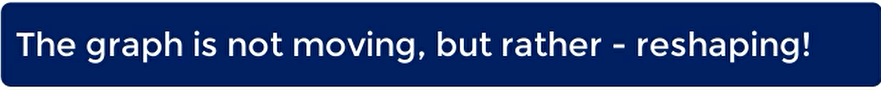 The graph is not moving, but rather - reshaping!